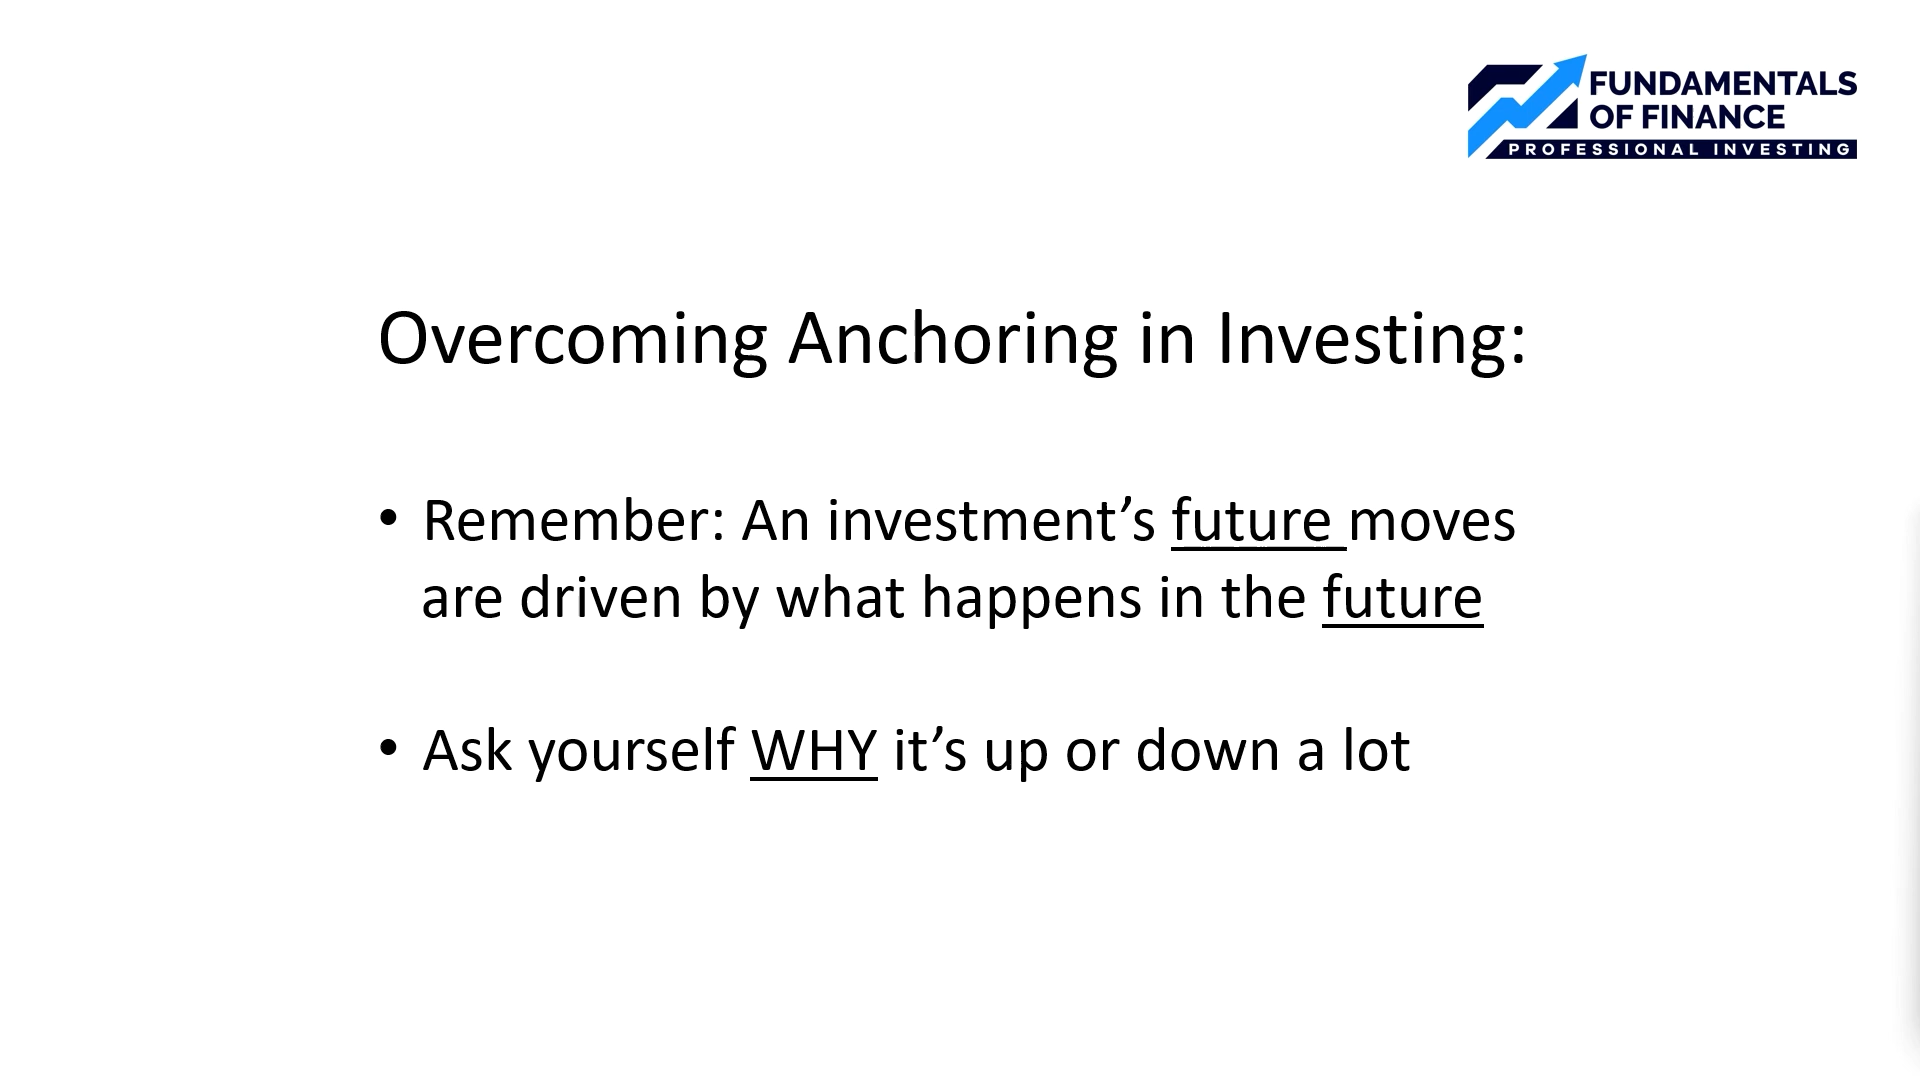 FUNDAMENTALS
OF FINANCE
PROFESSIONAL INVESTING
Overcoming Anchoring in Investing:
• Remember: An investment’s future moves
are driven by what happens in the future
• Ask yourself WHY it’s up or down a lot